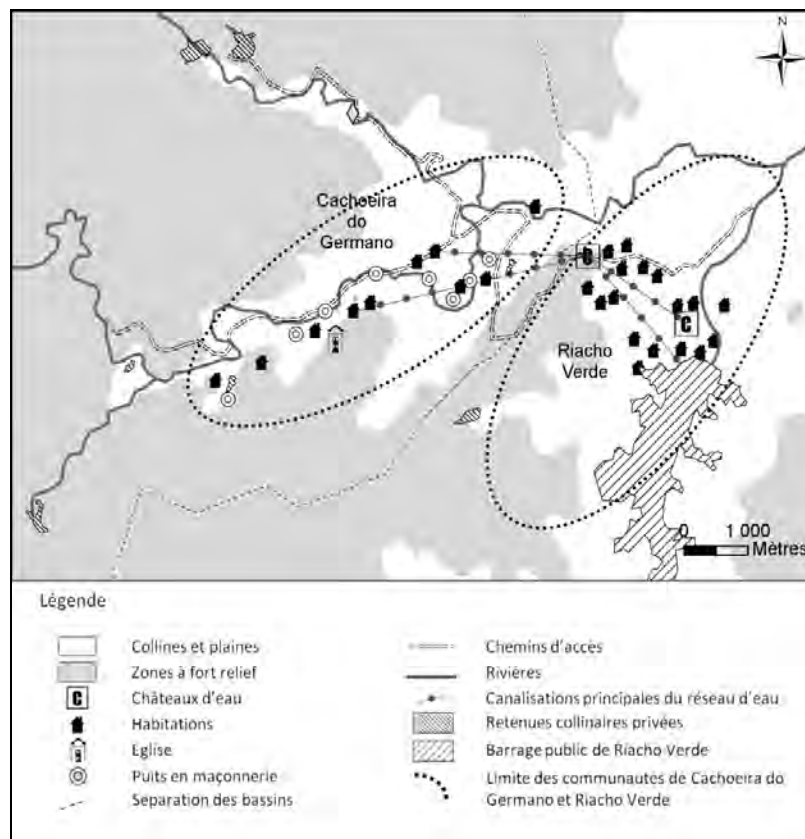 N
Cachoeira
do
Germano
C
C
Riacho
Verde
0 1 000
Mètres
Légende
Collines et plaines
Zones à fort relief
C Châteaux d'eau
Habitations
Eglise
Puits en maçonnerie
Separation des bassins
Chemins d'accès
Rivières
Canalisations principales du réseau d'eau
Retenues collinaires privées
Barrage public de Riacho Verde
Limite des communautés de Cachoeira do
Germano et Riacho Verde